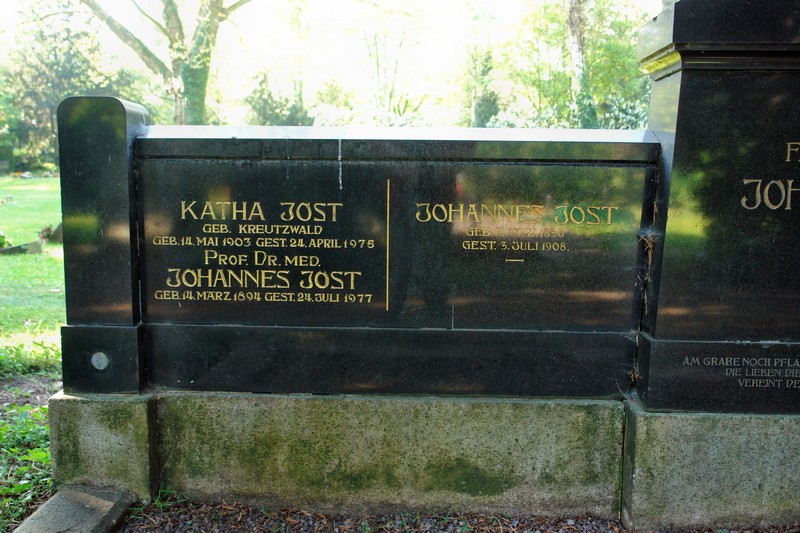 KATHA JOST
GEB. KREUTZWALD
GEB. 14. MAI 1903 GEST. 24. APRIL 1975
PROF. DR. MED.
JOHANNES JOST
GEB. 14. MÄRZ 1894 GEST. 24. JULI 1977
JOHANNES JOST
GEB.
GEST. 3. JULI 1908.
F
JOH
AM GRABE NOCH PFLA
DIE LIEBEN, DIE
VEREINT DE